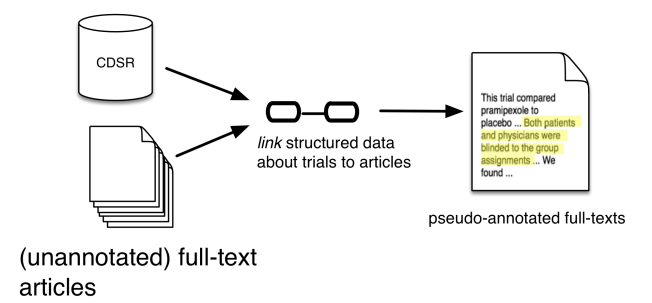 CDSR
(unannotated) full-text
articles
link structured data
about trials to articles
This trial compared
pramipexole to
placebo ... Both patients
and physicians were
blinded to the group
assignments ... We
found ...
pseudo-annotated full-texts